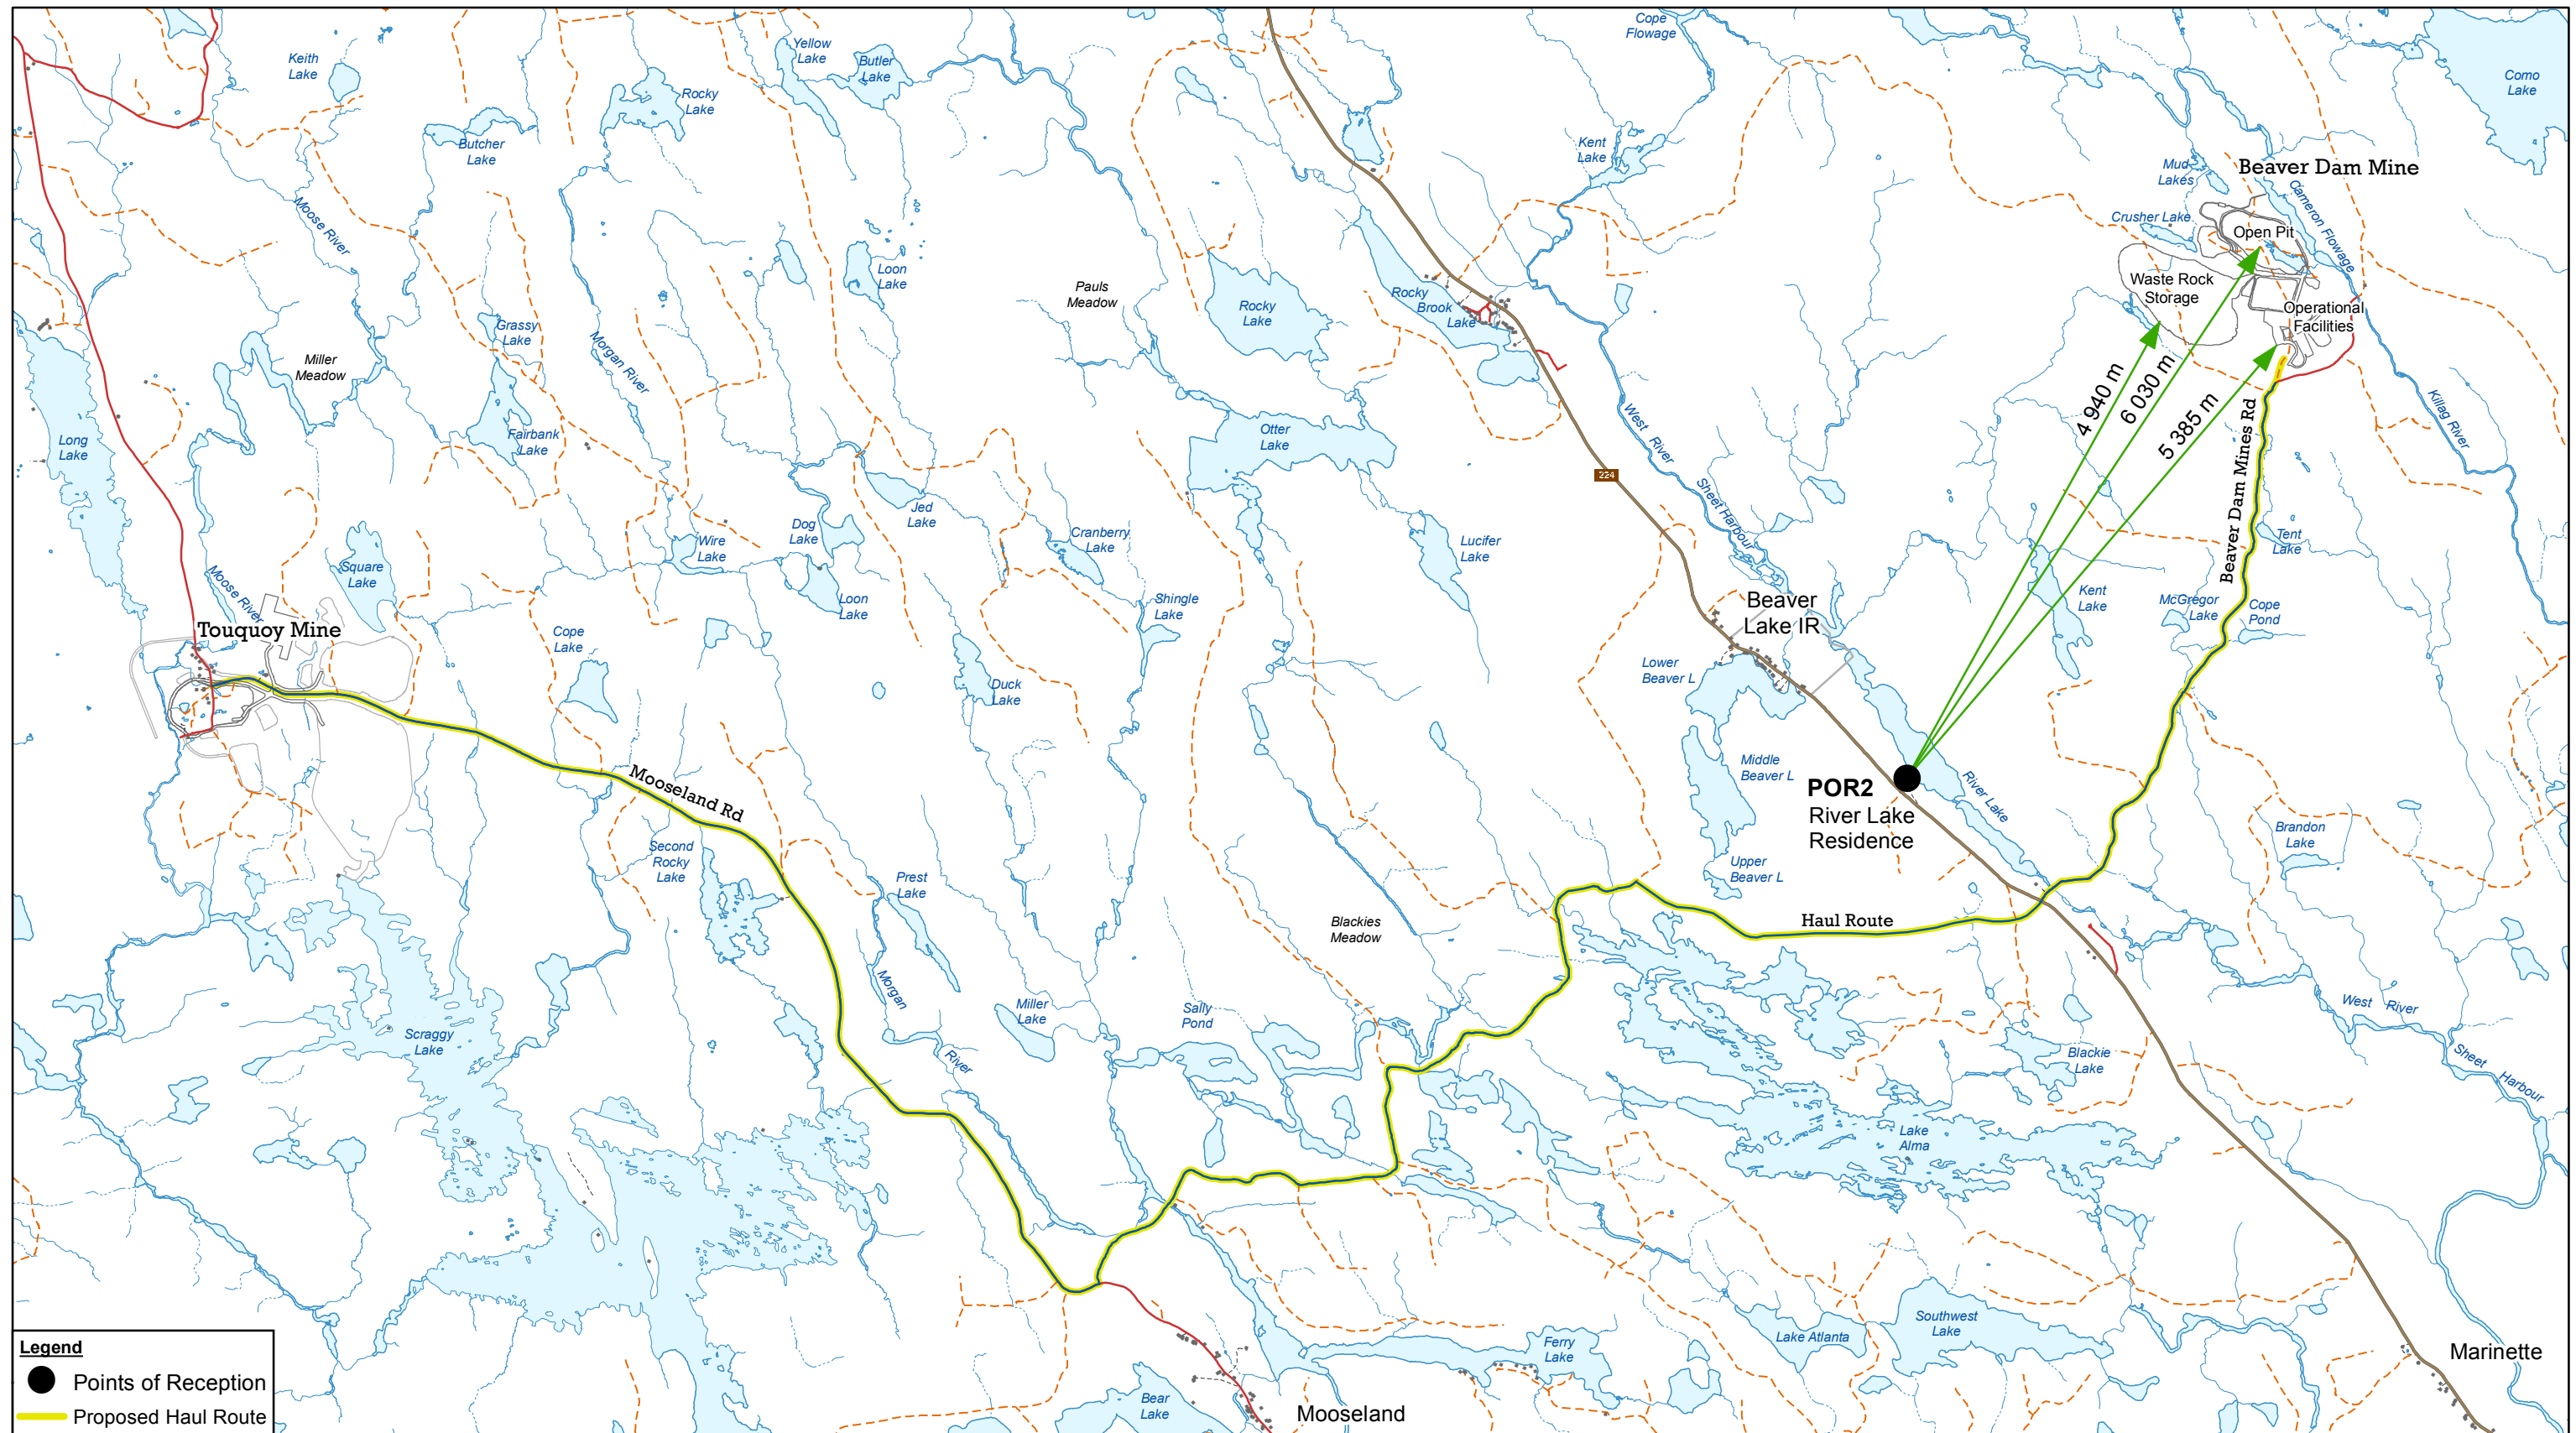 Cope
Flowage
Yellow
Lake
Butler
Lake
Keith
Lake
Rocky
Lake
Como
Lake
Butcher
Lake
Kent
Lake
Mud
Lakes
Beaver Dam Mine
Cameron Flowage
Crusher Lake
Open Pit
Moose River
Loon
Lake
Pauls
Meadow
Rocky
Lake
Rocky
Brook
Lake
Waste Rock
Storage
Operational
Facilities
Grassy
Lake
Miller
Meadow
Morgan River
4 940 m
6 030 m
5 385 m
Killag River
Long
Lake
Fairbank
Lake
Otter
Lake
West River
224
Beaver Dam Mines Rd
Sheet Harbour
Jed
Lake
Dog
Lake
Wire
Lake
Cranberry
Lake
Lucifer
Lake
Tent
Lake
Square
Lake
Moose River
Loon
Lake
Shingle
Lake
Beaver
Lake IR
Kent
Lake
McGregor
Lake
Cope
Pond
Touquoy Mine
Cope
Lake
Lower
Beaver L
Duck
Lake
Mooseland Rd
Middle
Beaver L
POR2
River Lake
Residence
River Lake
Brandon
Lake
Second
Rocky
Lake
Prest
Lake
Upper
Beaver L
Blackies
Meadow
Haul Route
Morgan
River
Miller
Lake
Sally
Pond
West River
Sheet Harbour
Scraggy
Lake
Blackie
Lake
Lake
Alma
Southwest
Lake
Lake Atlanta
Ferry
Lake
Marinette
Bear
Lake
Mooseland
Legend
Points of Reception
Proposed Haul Route